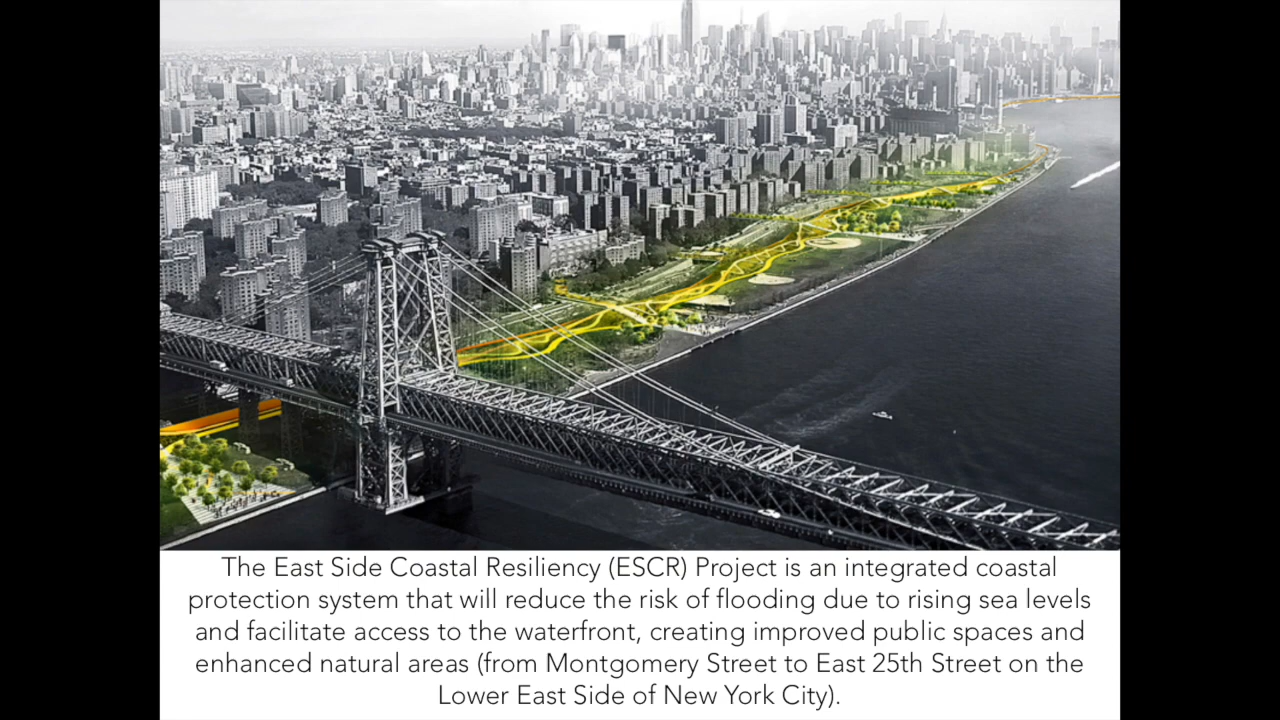 The East Side Coastal Resiliency (ESCR) Project is an integrated coastal
protection system that will reduce the risk of flooding due to rising sea levels
and facilitate access to the waterfront, creating improved public spaces and
enhanced natural areas (from Montgomery Street to East 25th Street on the
Lower East Side of New York City).